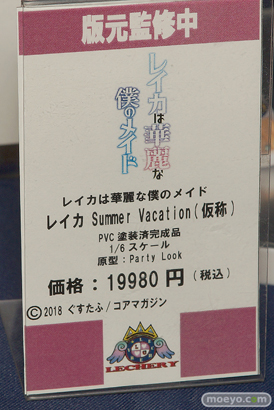 版元監修中
レイカは華麗な
僕のメイド
レイカは華麗な僕のメイド
レイカ Summer Vacation(仮称)
PVC塗装済完成品
1/6スケール
原型：Party Look
価格：19980円(税込)
©2018 ぐすたふ/コアマガジン
LECHERY
moeyo.com